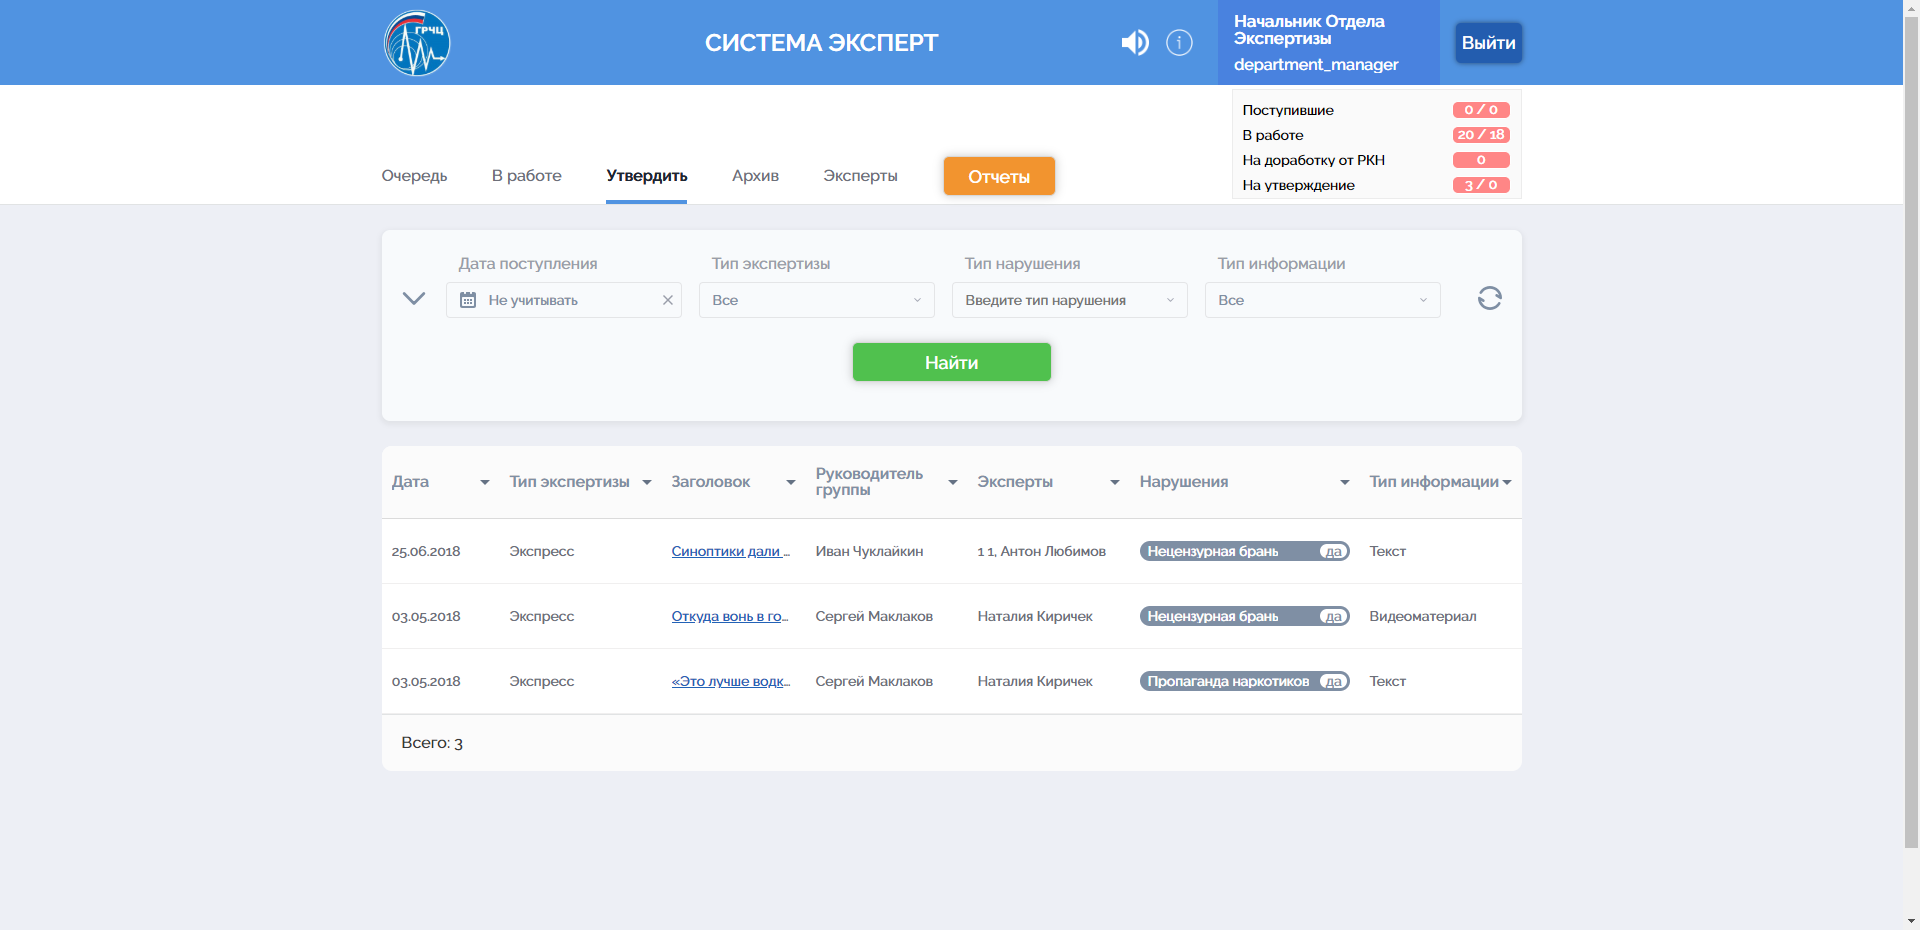 ГРЧЦ
СИСТЕМА ЭКСПЕРТ
Начальник Отдела
Экспертизы
department_manager
Выйти
Поступившие 0 / 0
В работе 20 / 18
На доработку от РКН 0
На утверждение 3 / 0
Очередь В работе Утвердить Архив Эксперты Отчеты
Дата поступления Тип экспертизы Тип нарушения Тип информации
Не учитывать Все Введите тип нарушения Все
Найти
Дата Тип экспертизы Заголовок Руководитель группы Эксперты Нарушения Тип информации
25.06.2018 Экспресс Синоптики дали ... Иван Чуклайкин 1 1, Антон Любимов Нецензурная брань да Текст
03.05.2018 Экспресс Откуда вонь в го... Сергей Маклаков Наталия Киричек Нецензурная брань да Видеоматериал
03.05.2018 Экспресс «Это лучше водк... Сергей Маклаков Наталия Киричек Пропаганда наркотиков да Текст
Всего: 3